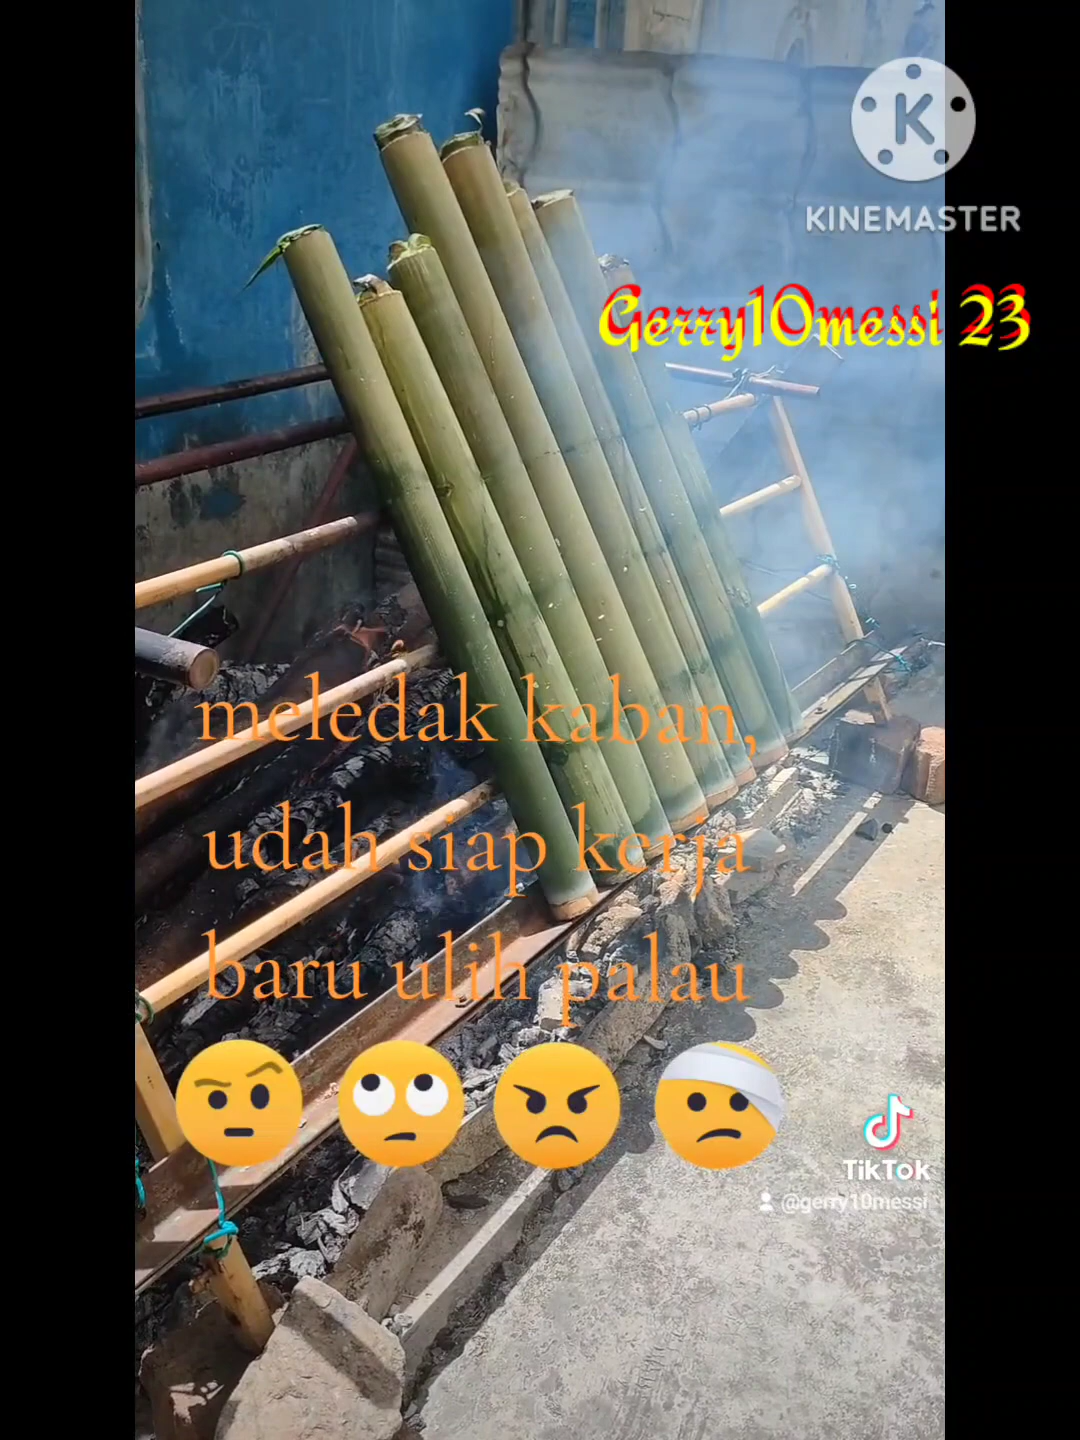 KINEMASTER
Gerry10messi 23
meledak kaban,
udah siap kerja
baru ulih palau
TikTok
@gerry10messi